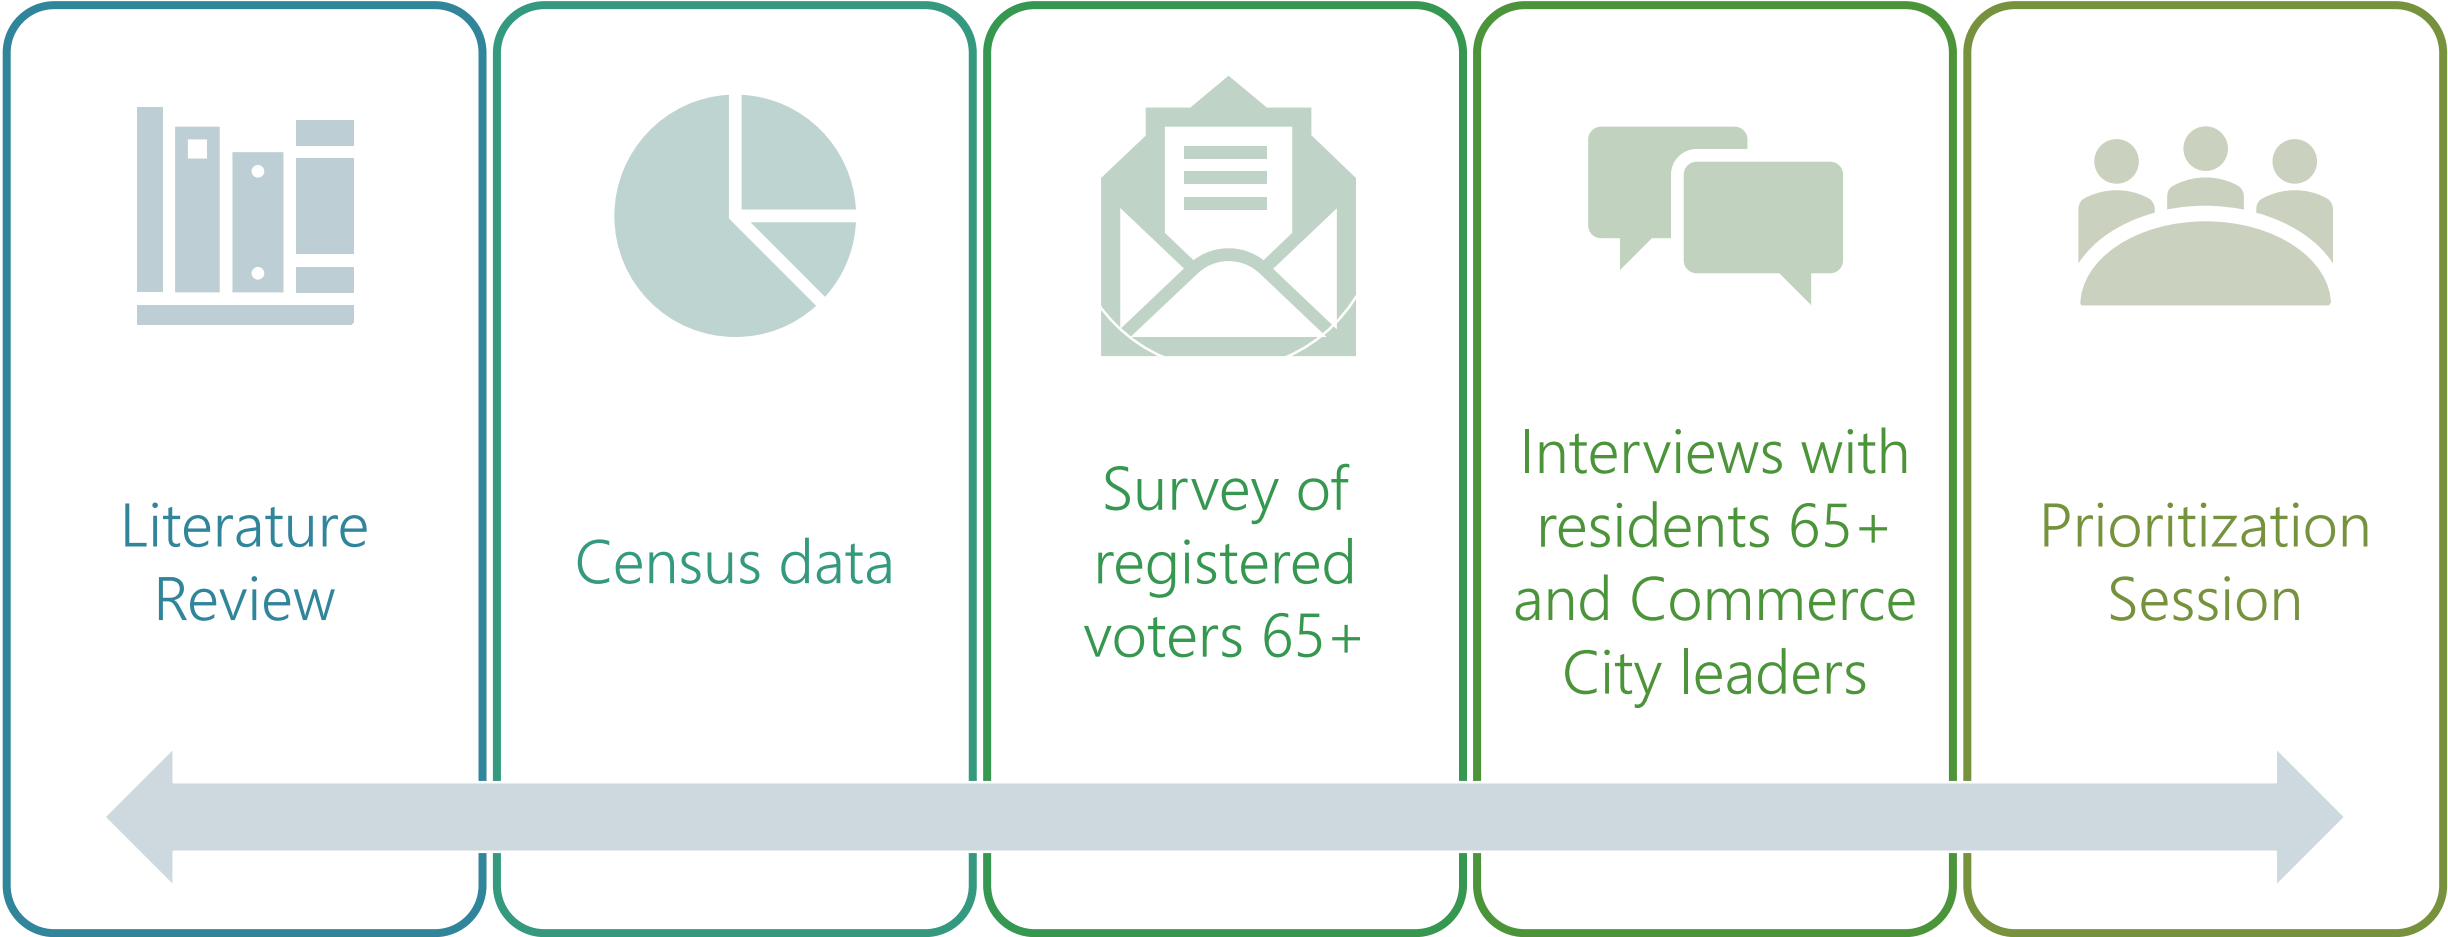 Literature
Review
Census data
Survey of
registered
voters 65+
Interviews with
residents 65+
and Commerce
City leaders
Prioritization
Session